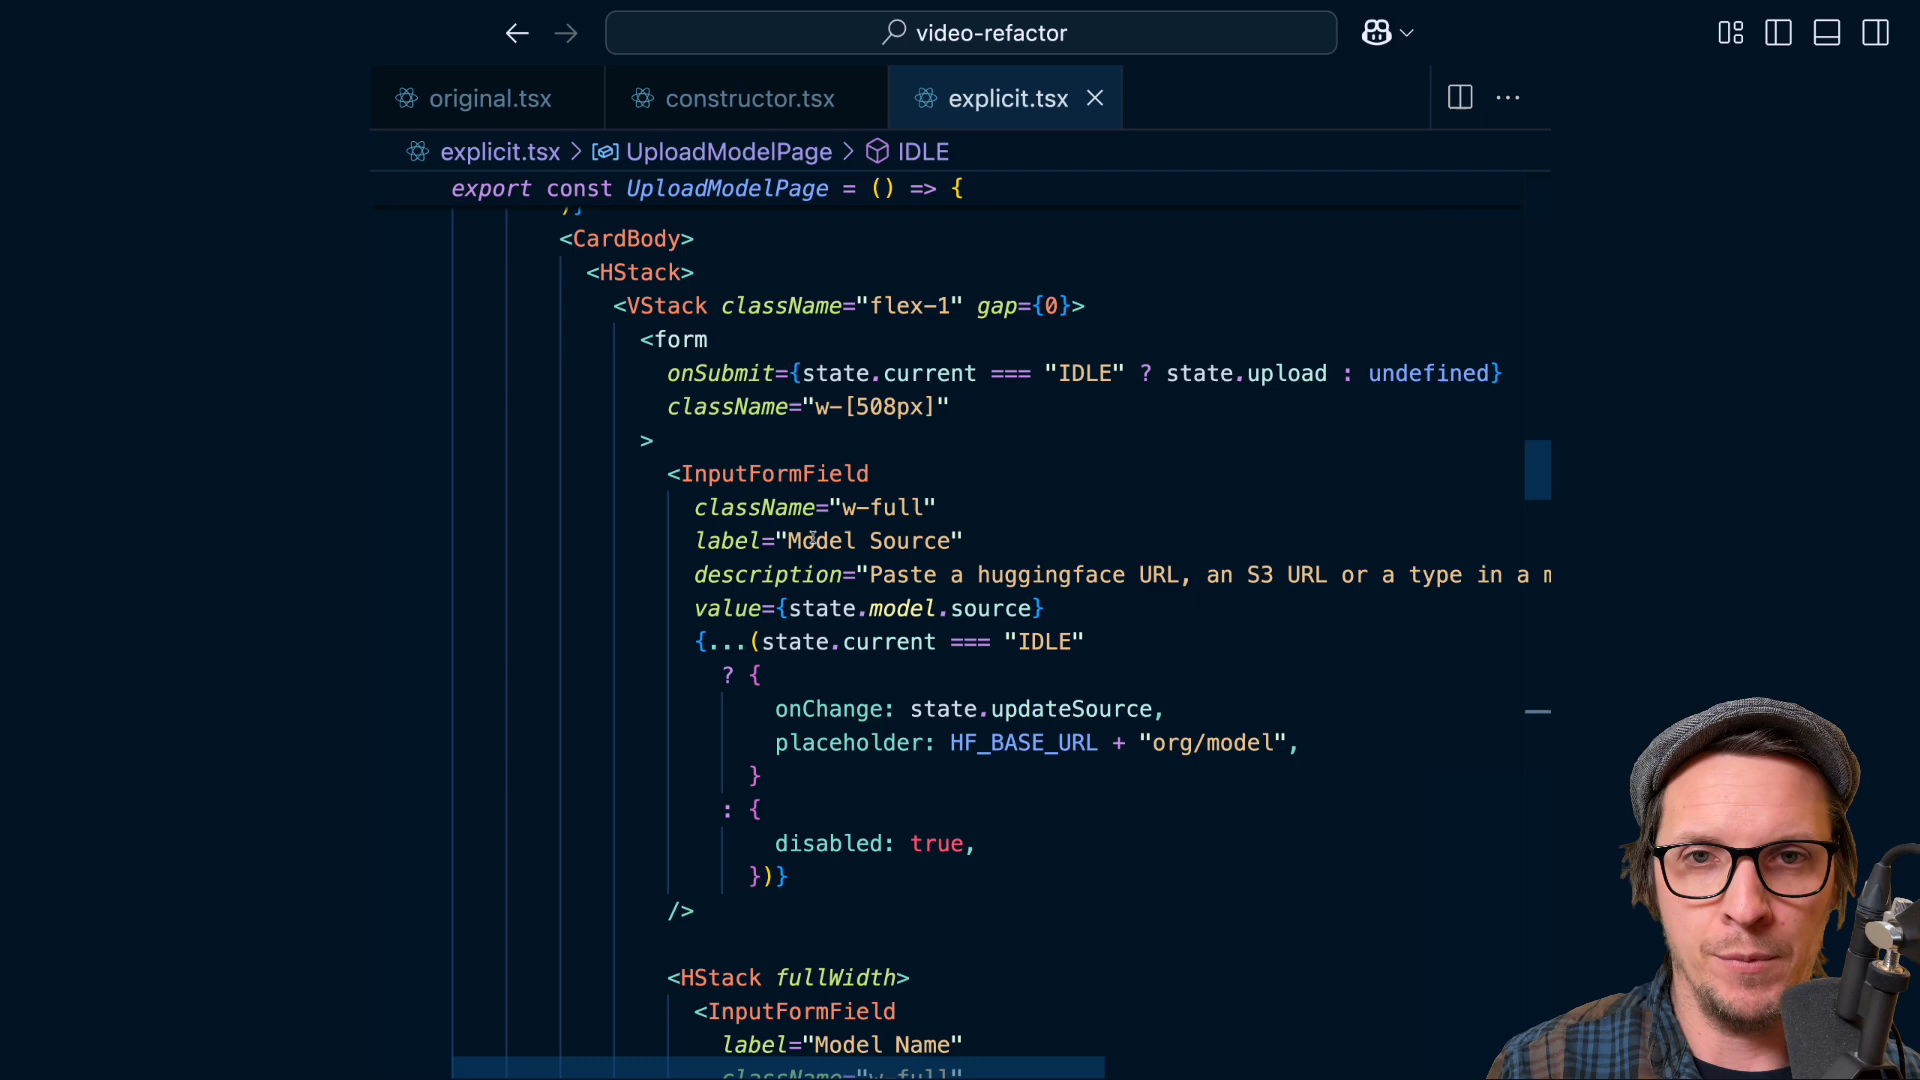 video-refactor
original.tsx
constructor.tsx
explicit.tsx
explicit.tsx > UploadModelPage > IDLE
export const UploadModelPage = () => {
)}
<CardBody>
<HStack>
<VStack className="flex-1" gap={0}>
<form
onSubmit={state.current === "IDLE" ? state.upload : undefined}
className="w-[508px]"
>
<InputFormField
className="w-full"
label="Model Source"
description="Paste a huggingface URL, an S3 URL or a type in a
value={state.model.source}
{...(state.current === "IDLE"
? {
onChange: state.updateSource,
placeholder: HF_BASE_URL + "org/model",
}
: {
disabled: true,
})}
/>
<HStack fullWidth>
<InputFormField
label="Model Name"
className="w-full"